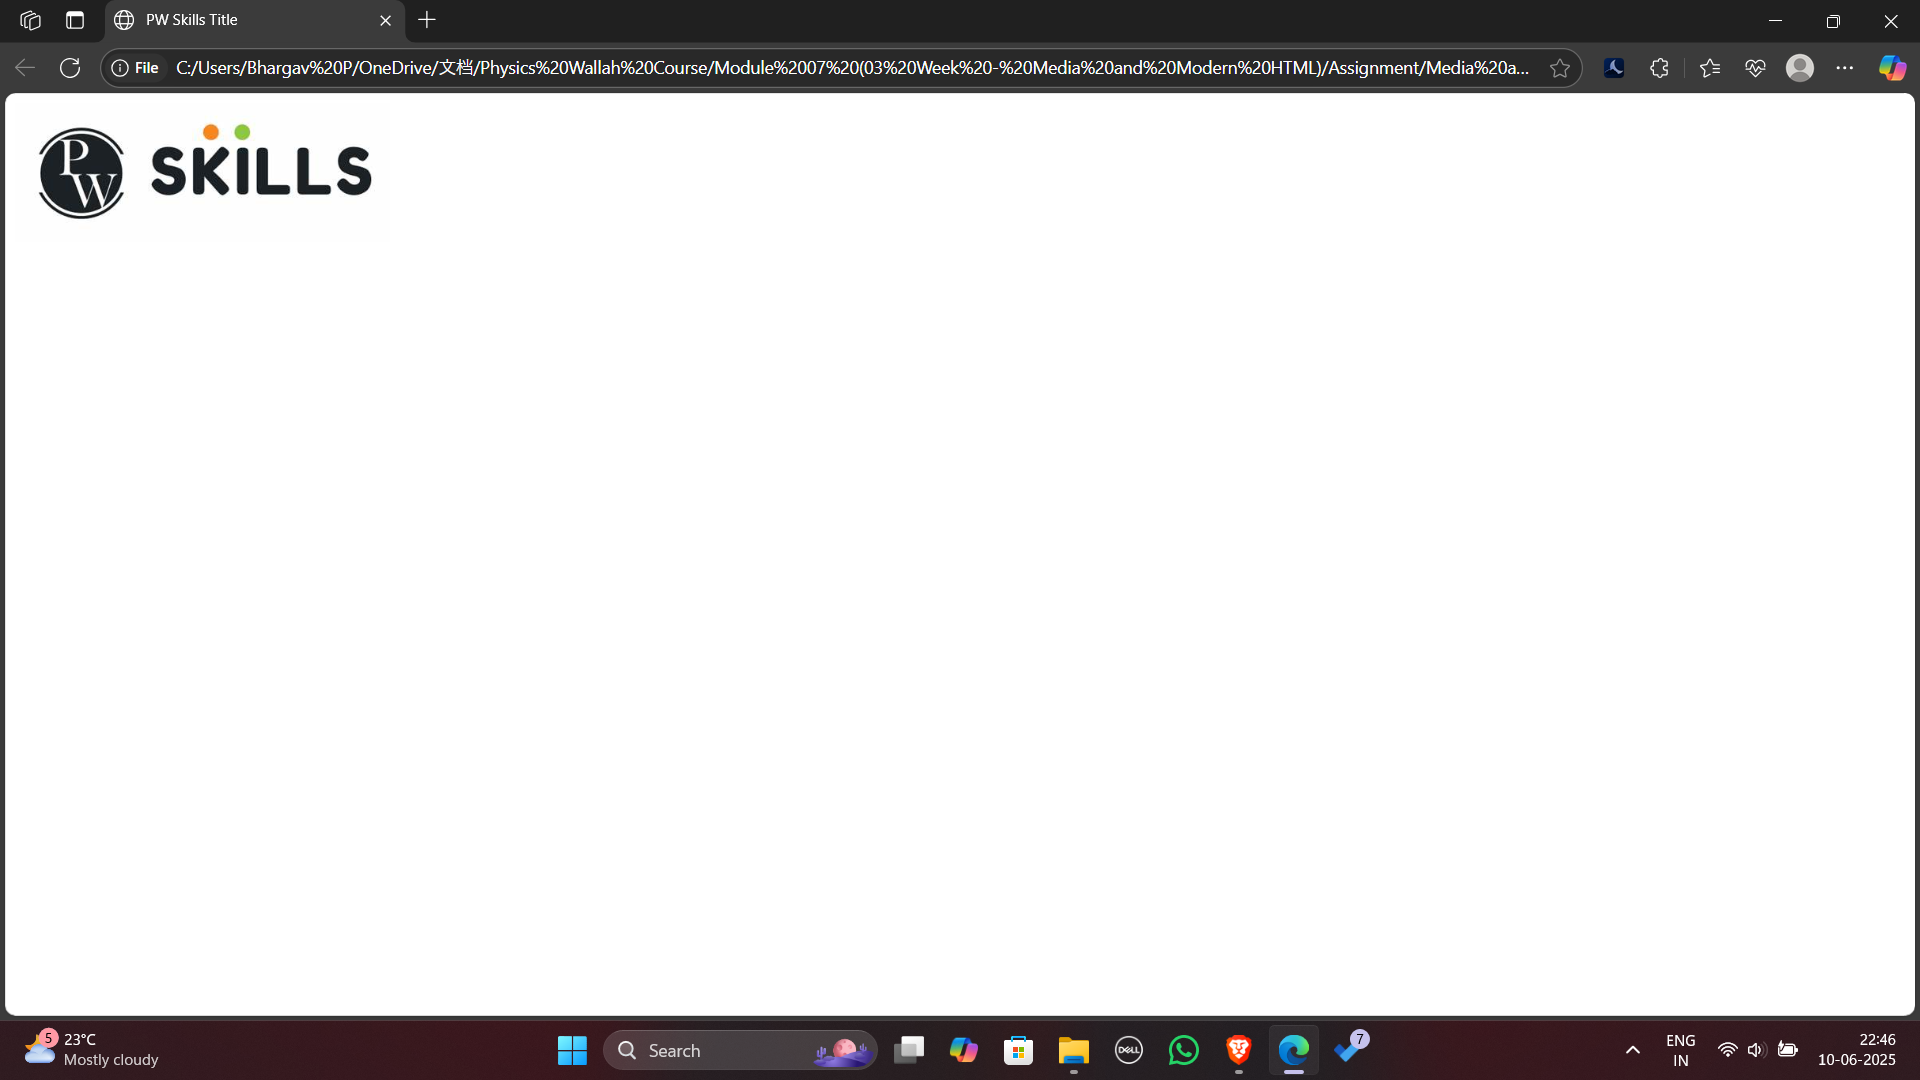 PW Skills Title
File C:/Users/Bhargav%20P/OneDrive/文档/Physics%20Wallah%20Course/Module%2007%20(03%20Week%20-%20Media%20and%20Modern%20HTML)/Assignment/Media%20a...
PW SKILLS
5 23°C
Mostly cloudy
Search
DELL
7
ENG
IN
22:46
10-06-2025